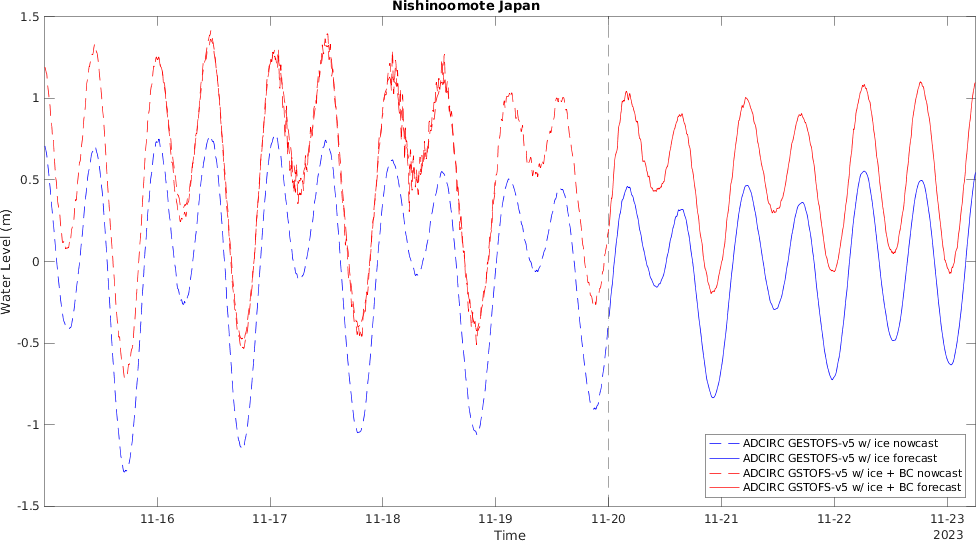 Nishinoomote Japan
1.5
1
0.5
0
-0.5
-1
-1.5
Water Level (m)
11-16 11-17 11-18 11-19 11-20 11-21 11-22 11-23
Time
2023
ADCIRC GESTOFS-v5 w/ ice nowcast
ADCIRC GESTOFS-v5 w/ ice forecast
ADCIRC GSTOFS-v5 w/ ice + BC nowcast
ADCIRC GSTOFS-v5 w/ ice + BC forecast